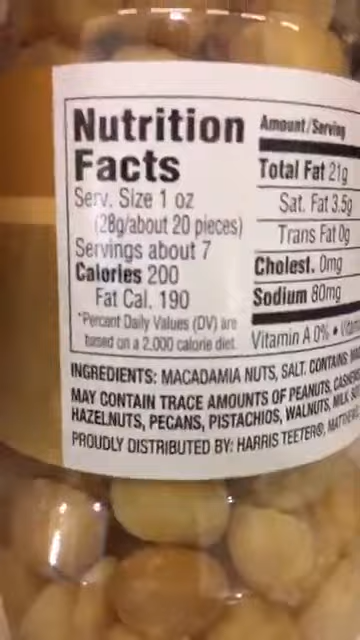 Nutrition
Facts
Serv. Size 1 oz
(28g/about 20 pieces)
Servings about 7
Calories 200
Fat Cal. 190
*Percent Daily Values (DV) are
based on a 2,000 calorie diet.
Amount/Serving
Total Fat 21g
Sat. Fat 3.5g
Trans Fat 0g
Cholest. 0mg
Sodium 80mg
Vitamin A 0% •
INGREDIENTS: MACADAMIA NUTS, SALT. CONTAINS
MAY CONTAIN TRACE AMOUNTS OF PEANUTS,
HAZELNUTS, PECANS, PISTACHIOS, WALNUTS, MILK
PROUDLY DISTRIBUTED BY: HARRIS TEETER®,